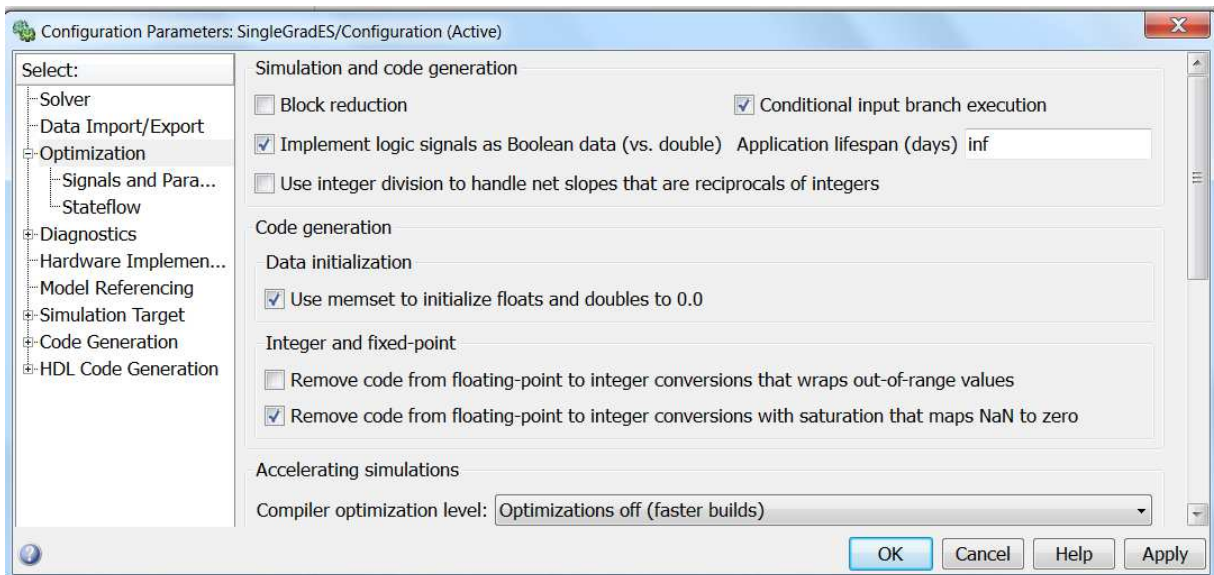 Configuration Parameters: SingleGradES/Configuration (Active)
Select:
Solver
Data Import/Export
Optimization
Signals and Para...
Stateflow
Diagnostics
Hardware Implemen...
Model Referencing
Simulation Target
Code Generation
HDL Code Generation
Simulation and code generation
Block reduction
Conditional input branch execution
Implement logic signals as Boolean data (vs. double)
Application lifespan (days) inf
Use integer division to handle net slopes that are reciprocals of integers
Code generation
Data initialization
Use memset to initialize floats and doubles to 0.0
Integer and fixed-point
Remove code from floating-point to integer conversions that wraps out-of-range values
Remove code from floating-point to integer conversions with saturation that maps NaN to zero
Accelerating simulations
Compiler optimization level: Optimizations off (faster builds)
OK Cancel Help Apply